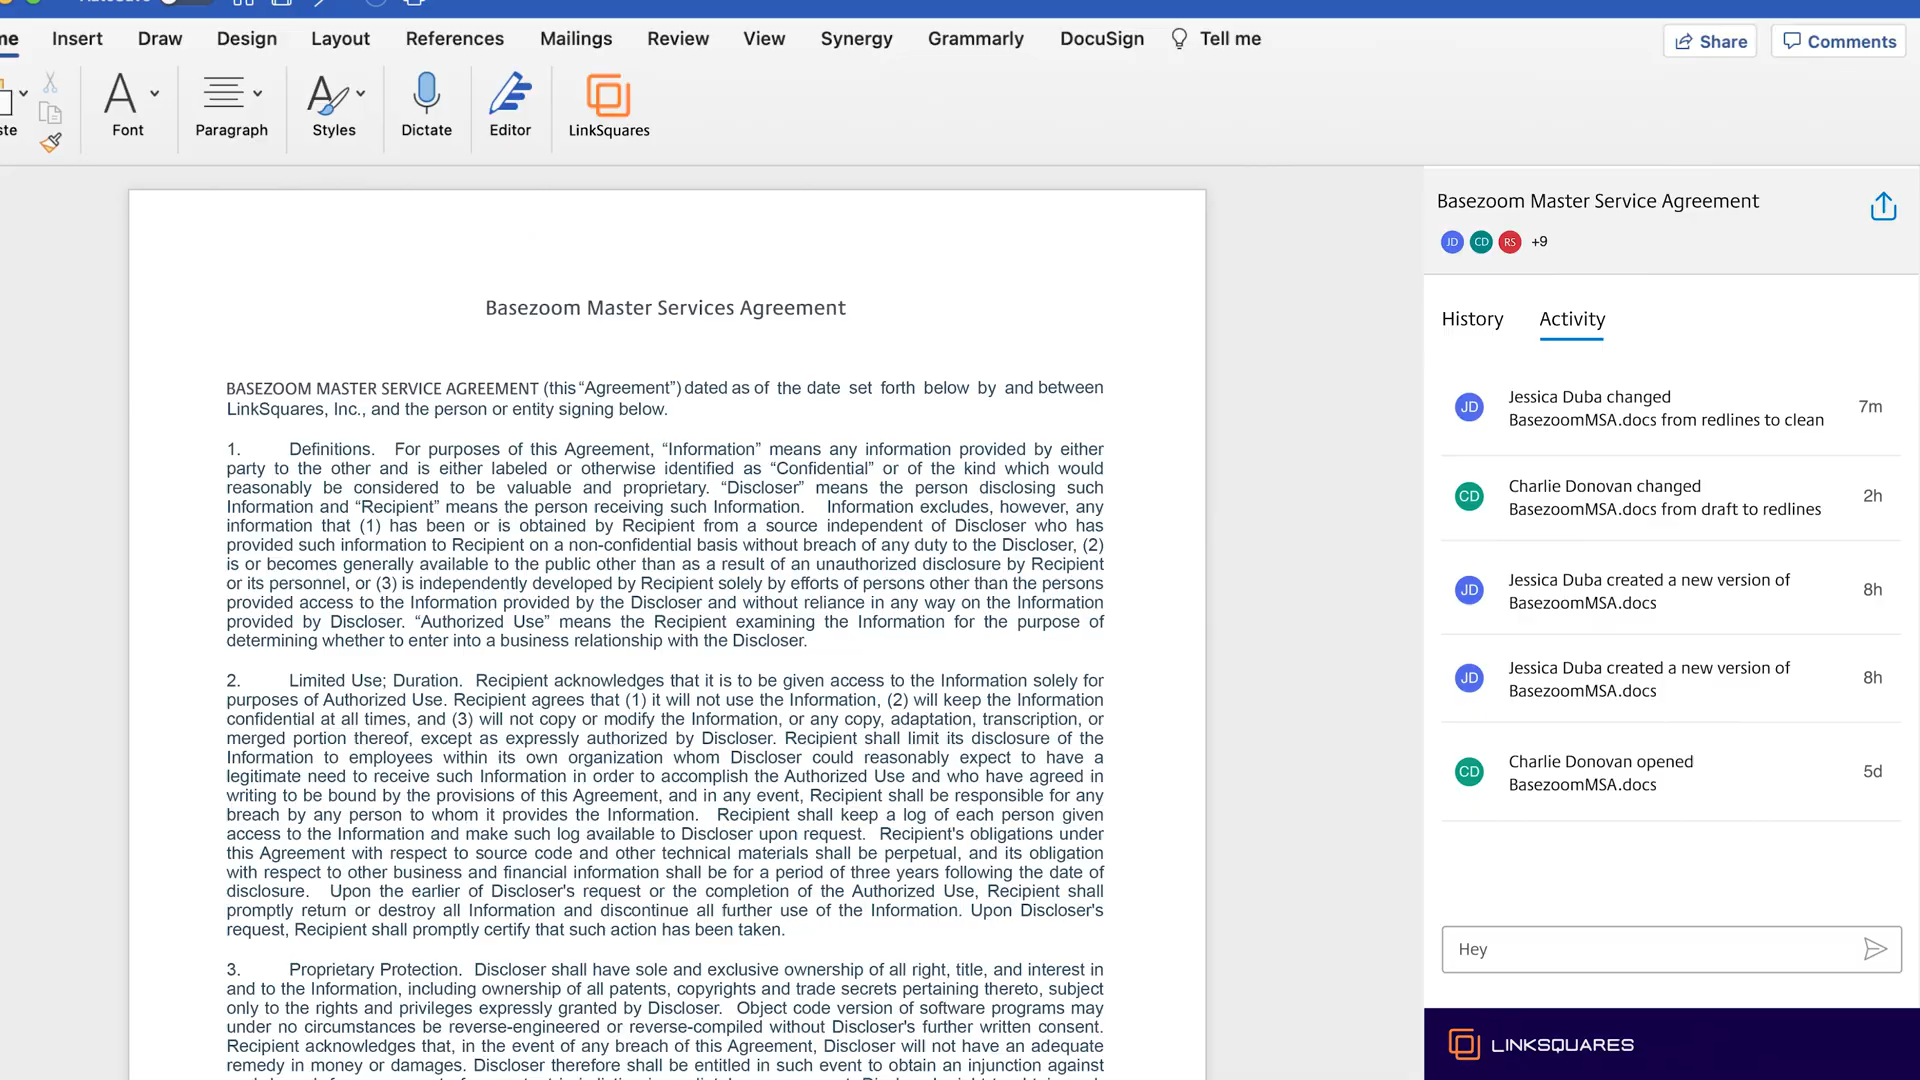 me Insert Draw Design Layout References Mailings Review View Synergy Grammarly DocuSign Tell me Share Comments
ste Font Paragraph Styles Dictate Editor LinkSquares
Basezoom Master Services Agreement
BASEZOOM MASTER SERVICE AGREEMENT (this “Agreement”) dated as of the date set forth below by and between
LinkSquares, Inc., and the person or entity signing below.
1. Definitions. For purposes of this Agreement, “Information” means any information provided by either
party to the other and is either labeled or otherwise identified as “Confidential” or of the kind which would
reasonably be considered to be valuable and proprietary. “Discloser” means the person disclosing such
Information and “Recipient” means the person receiving such Information. Information excludes, however, any
information that (1) has been or is obtained by Recipient from a source independent of Discloser who has
provided such information to Recipient on a non-confidential basis without breach of any duty to the Discloser, (2)
is or becomes generally available to the public other than as a result of an unauthorized disclosure by Recipient
or its personnel, or (3) is independently developed by Recipient solely by efforts of persons other than the persons
provided access to the Information provided by the Discloser and without reliance in any way on the Information
provided by Discloser. “Authorized Use” means the Recipient examining the Information for the purpose of
determining whether to enter into a business relationship with the Discloser.
2. Limited Use; Duration. Recipient acknowledges that it is to be given access to the Information solely for
purposes of Authorized Use. Recipient agrees that (1) it will not use the Information, (2) will keep the Information
confidential at all times, and (3) will not copy or modify the Information, or any copy, adaptation, transcription, or
merged portion thereof, except as expressly authorized by Discloser. Recipient shall limit its disclosure of the
Information to employees within its own organization whom Discloser could reasonably expect to have a
legitimate need to receive such Information in order to accomplish the Authorized Use and who have agreed in
writing to be bound by the provisions of this Agreement, and in any event, Recipient shall be responsible for any
breach by any person to whom it provides the Information. Recipient shall keep a log of each person given
access to the Information and make such log available to Discloser upon request. Recipient's obligations under
this Agreement with respect to source code and other technical materials shall be perpetual, and its obligation
with respect to other business and financial information shall be for a period of three years following the date of
disclosure. Upon the earlier of Discloser's request or the completion of the Authorized Use, Recipient shall
promptly return or destroy all Information and discontinue all further use of the Information. Upon Discloser's
request, Recipient shall promptly certify that such action has been taken.
3. Proprietary Protection. Discloser shall have sole and exclusive ownership of all right, title, and interest in
and to the Information, including ownership of all patents, copyrights and trade secrets pertaining thereto, subject
only to the rights and privileges expressly granted by Discloser. Object code version of software programs may
under no circumstances be reverse-engineered or reverse-compiled without Discloser's further written consent.
Recipient acknowledges that, in the event of any breach of this Agreement, Discloser will not have an adequate
remedy in money or damages. Discloser therefore shall be entitled in such event to obtain an injunction against
Basezoom Master Service Agreement
JD CD RS +9
History Activity
JD Jessica Duba changed
BasezoomMSA.docs from redlines to clean 7m
CD Charlie Donovan changed
BasezoomMSA.docs from draft to redlines 2h
JD Jessica Duba created a new version of
BasezoomMSA.docs 8h
JD Jessica Duba created a new version of
BasezoomMSA.docs 8h
CD Charlie Donovan opened
BasezoomMSA.docs 5d
Hey
LINKSQUARES